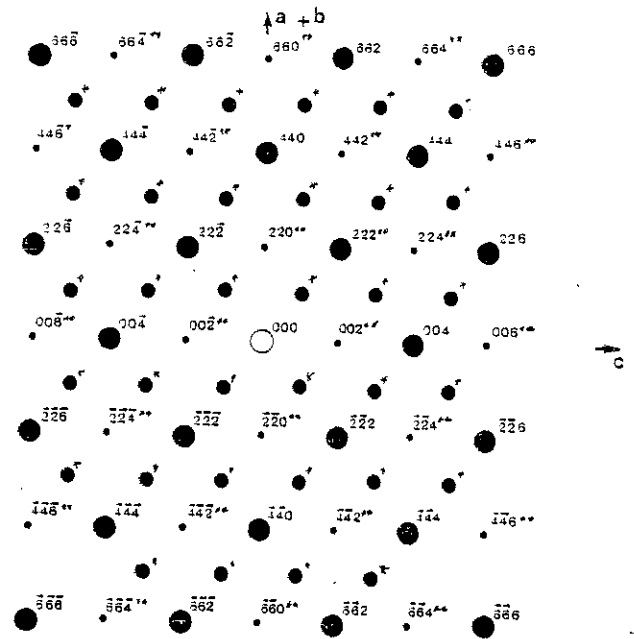 a + b
666̄ 664̄** 662̄ 660** 662 664** 666
* * * * * *
446̄** 444̄ 442̄** 440 442** 444 446**
* * * * * *
226̄ 224̄** 222̄ 220** 222** 224** 226
* * * * * *
006̄** 004̄ 002̄** 000 002** 004 006**
c
* * * * * *
2̄2̄6̄ 2̄2̄4̄** 2̄2̄2̄ 2̄2̄0** 2̄2̄2 2̄2̄4** 2̄2̄6
* * * * * *
4̄4̄6̄** 4̄4̄4̄ 4̄4̄2̄** 4̄4̄0 4̄4̄2** 4̄4̄4 4̄4̄6**
* * * *
6̄6̄6̄ 6̄6̄4̄** 6̄6̄2̄ 6̄6̄0** 6̄6̄2 6̄6̄4** 6̄6̄6